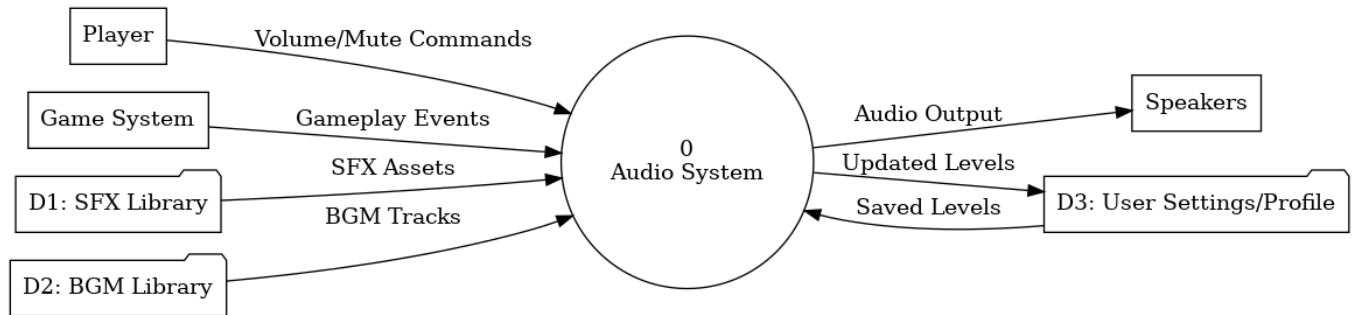 Player
Volume/Mute Commands
Game System
Gameplay Events
D1: SFX Library
SFX Assets
D2: BGM Library
BGM Tracks
0
Audio System
Audio Output
Speakers
Updated Levels
Saved Levels
D3: User Settings/Profile